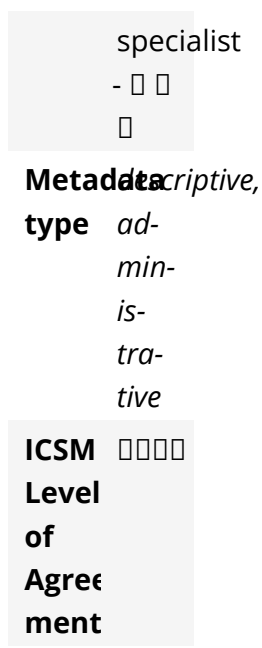 specialist
- ▯ ▯
▯
Metadata descriptive,
type ad-
min-
is-
tra-
tive
ICSM ▯▯▯▯
Level
of
Agree
ment